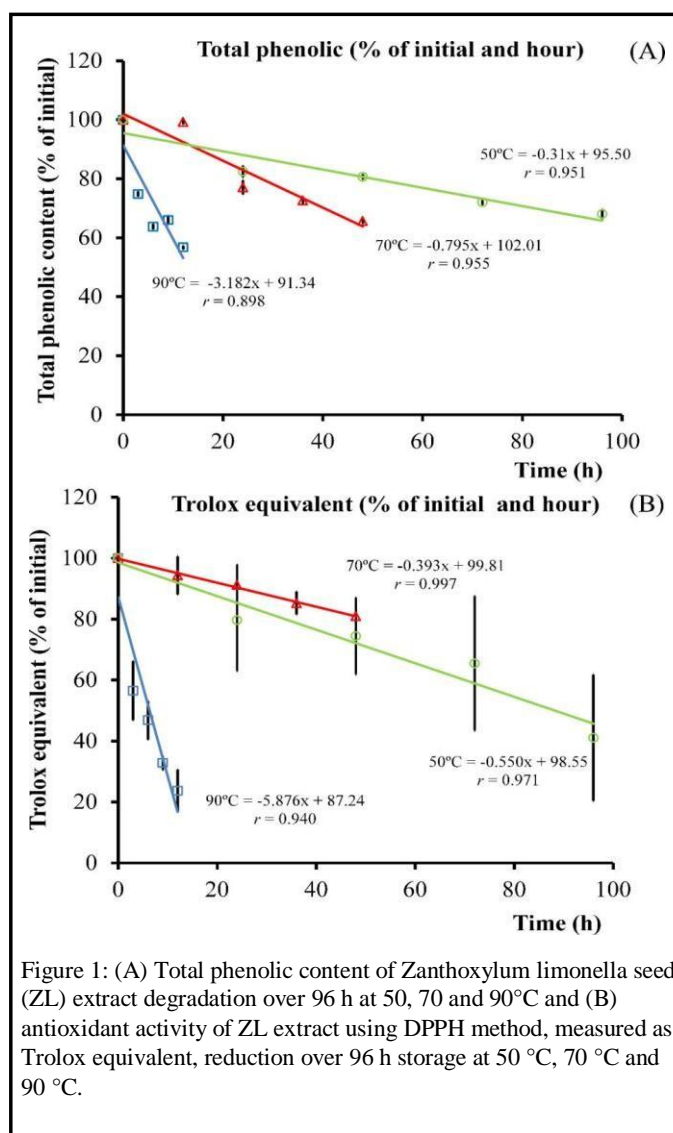 Total phenolic (% of initial and hour)
(A)
Total phenolic content (% of initial)
120
100
80
60
40
20
0
50ºC = -0.31x + 95.50
r = 0.951
70ºC = -0.795x + 102.01
r = 0.955
90ºC = -3.182x + 91.34
r = 0.898
0 20 40 60 80 100
Time (h)
Trolox equivalent (% of initial and hour)
(B)
Trolox equivalent (% of initial)
120
100
80
60
40
20
0
70ºC = -0.393x + 99.81
r = 0.997
50ºC = -0.550x + 98.55
r = 0.971
90ºC = -5.876x + 87.24
r = 0.940
0 20 40 60 80 100
Time (h)
Figure 1: (A) Total phenolic content of Zanthoxylum limonella seed
(ZL) extract degradation over 96 h at 50, 70 and 90°C and (B)
antioxidant activity of ZL extract using DPPH method, measured as
Trolox equivalent, reduction over 96 h storage at 50 °C, 70 °C and
90 °C.